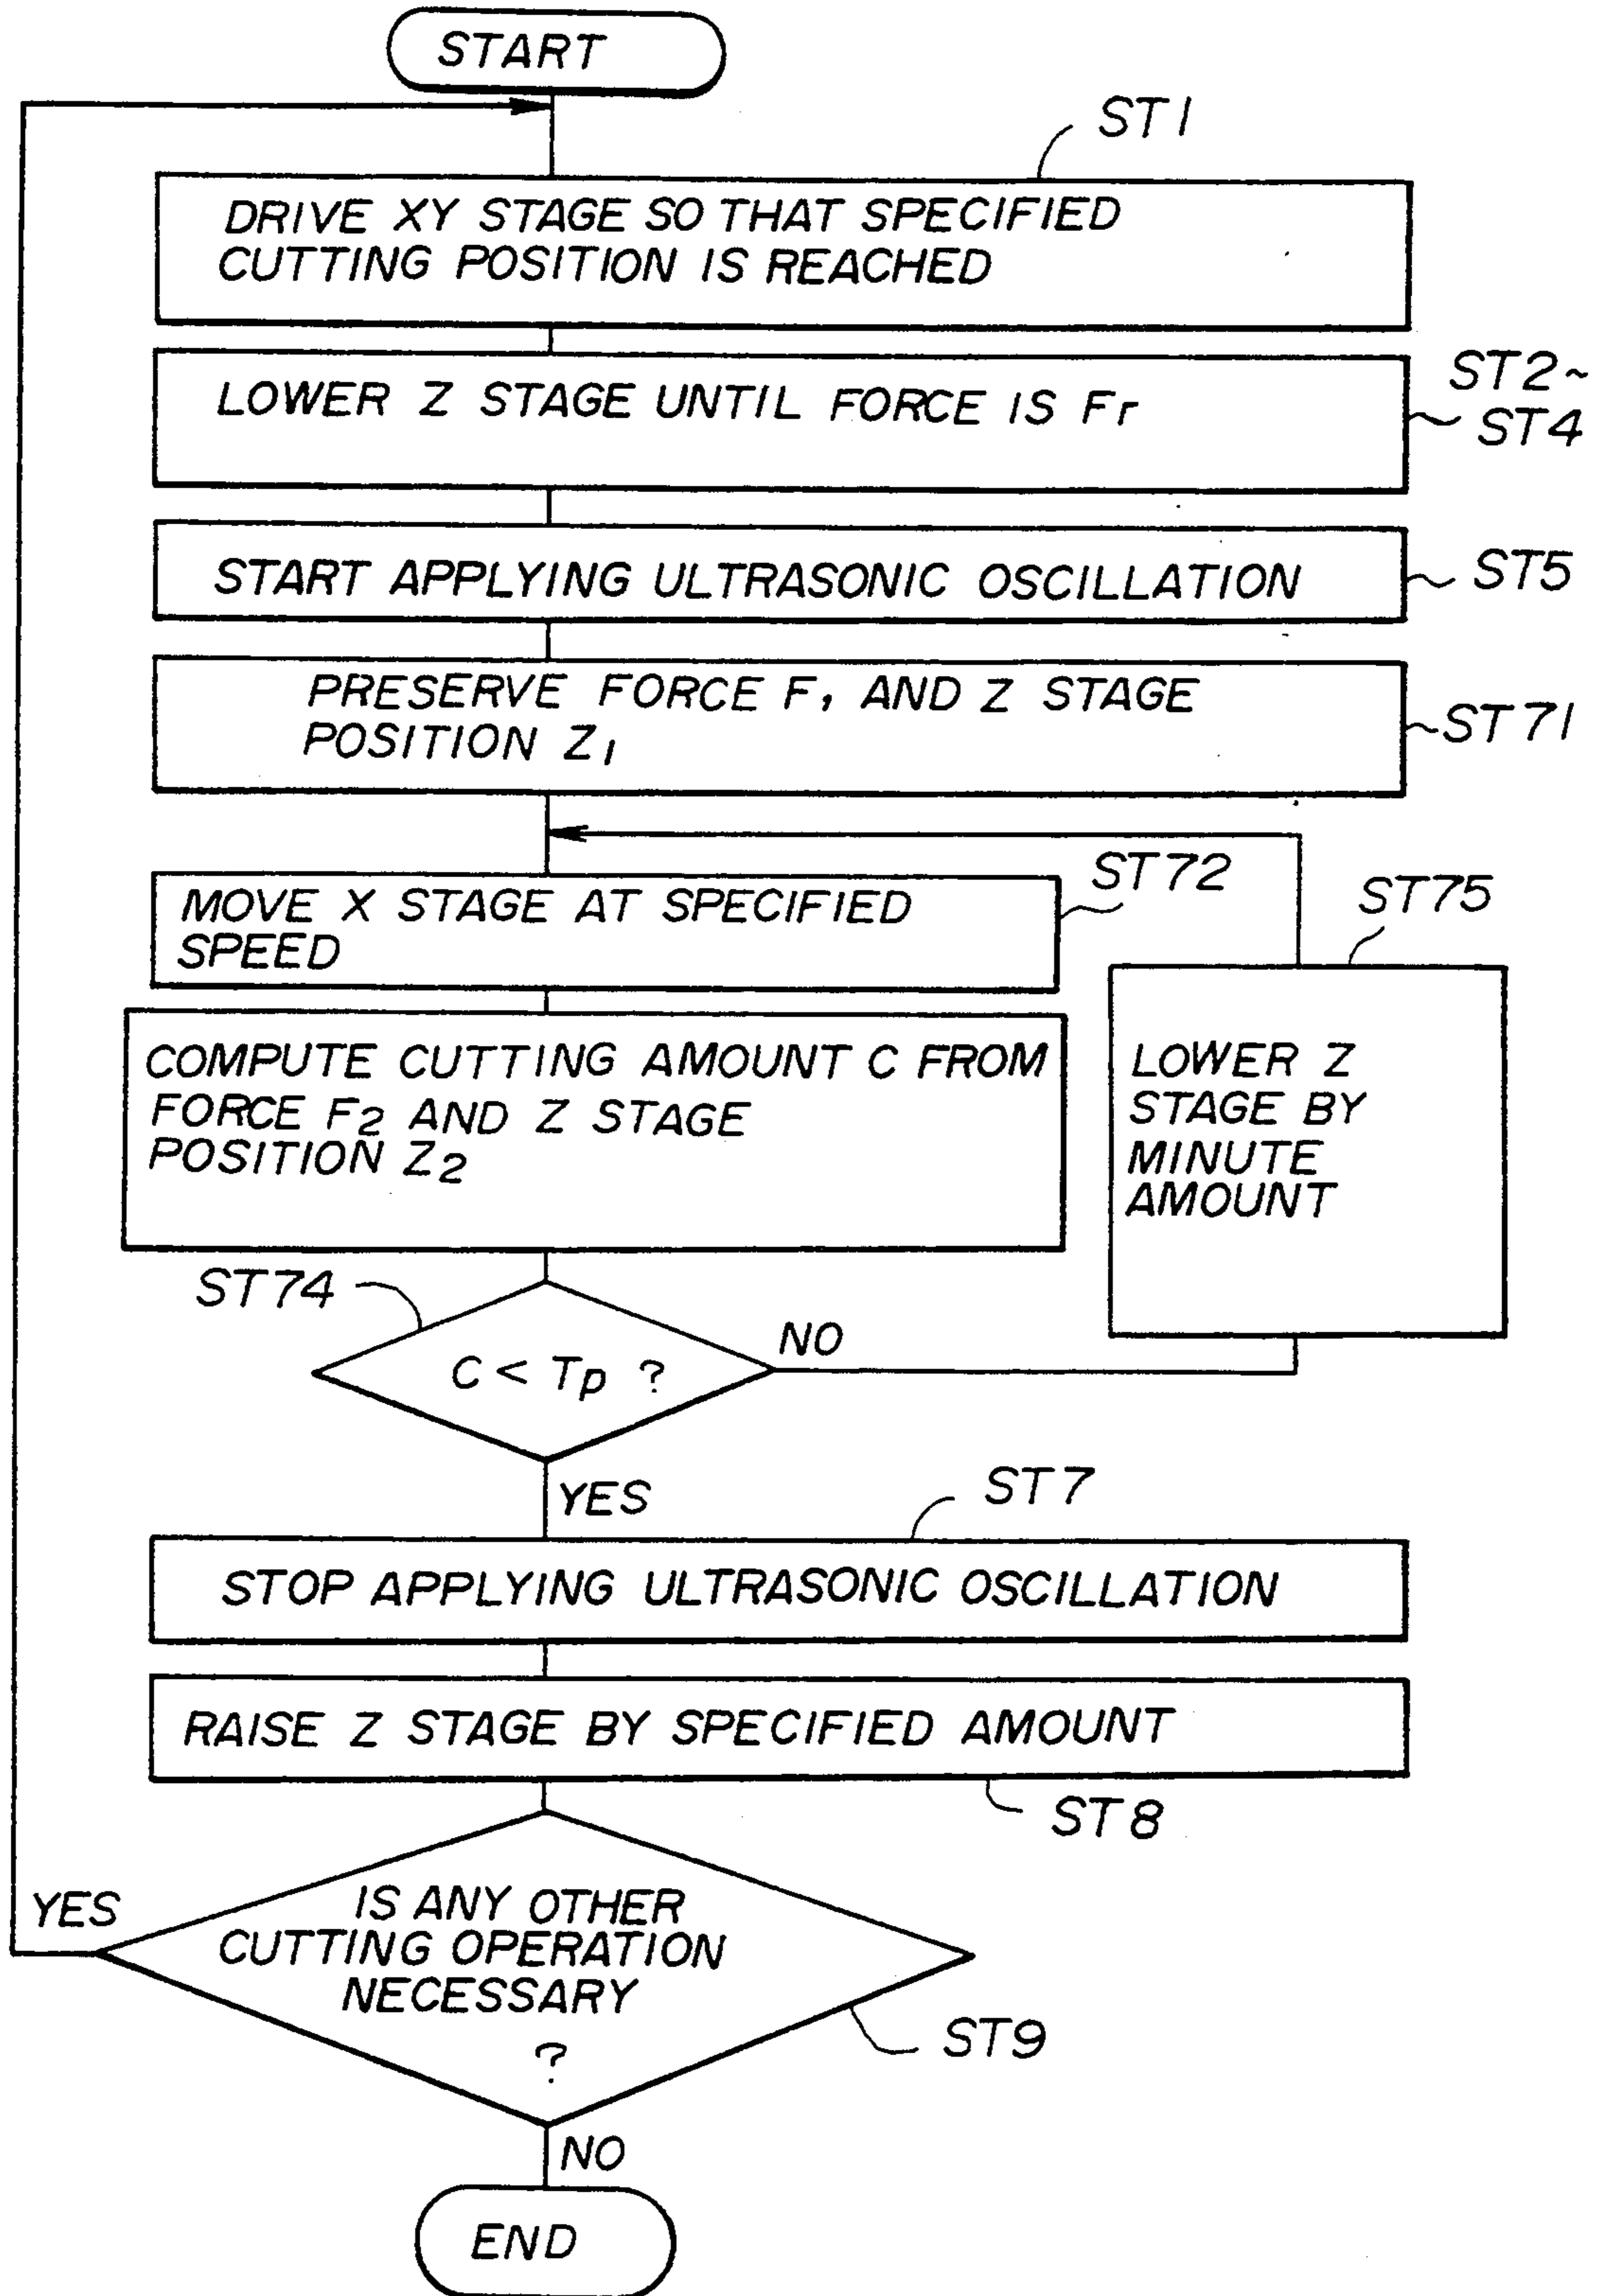 START
ST1
DRIVE XY STAGE SO THAT SPECIFIED
CUTTING POSITION IS REACHED
LOWER Z STAGE UNTIL FORCE IS Fr
ST2~
ST4
START APPLYING ULTRASONIC OSCILLATION
ST5
PRESERVE FORCE F1 AND Z STAGE
POSITION Z1
ST71
MOVE X STAGE AT SPECIFIED
SPEED
ST72
ST75
COMPUTE CUTTING AMOUNT C FROM
FORCE F2 AND Z STAGE
POSITION Z2
LOWER Z
STAGE BY
MINUTE
AMOUNT
ST74
C < Tp ?
NO
YES
ST7
STOP APPLYING ULTRASONIC OSCILLATION
RAISE Z STAGE BY SPECIFIED AMOUNT
ST8
YES
IS ANY OTHER
CUTTING OPERATION
NECESSARY
?
ST9
NO
END